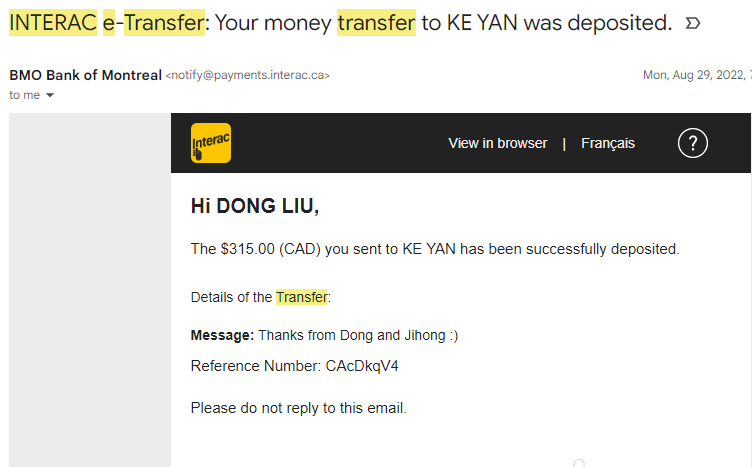 INTERAC e-Transfer: Your money transfer to KE YAN was deposited.
BMO Bank of Montreal <notify@payments.interac.ca> Mon, Aug 29, 2022,
to me
Interac View in browser | Français ?
Hi DONG LIU,
The $315.00 (CAD) you sent to KE YAN has been successfully deposited.
Details of the Transfer:
Message: Thanks from Dong and Jihong :)
Reference Number: CAcDkqV4
Please do not reply to this email.